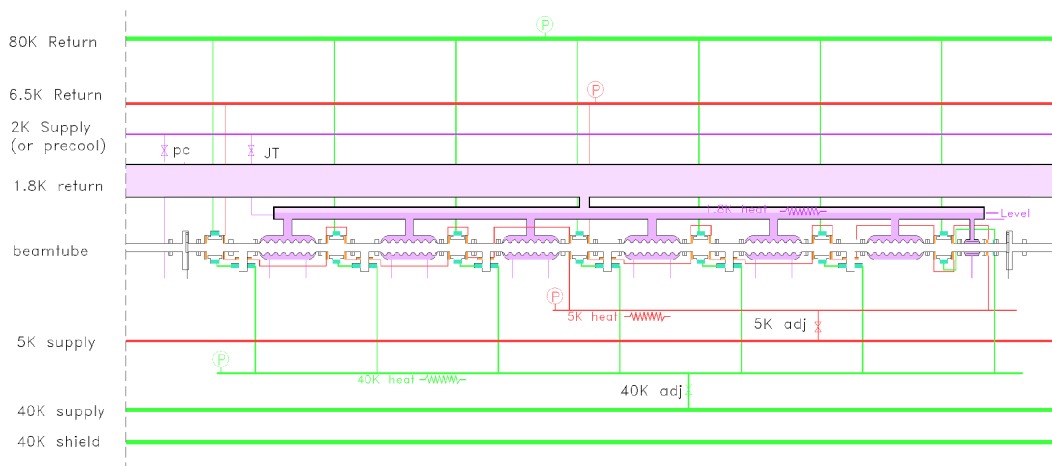 P
80K Return
6.5K Return
P
2K Supply
(or precool)
pc
JT
1.8K return
1.8K heat
Level
beamtube
P
5K heat
5K adj
5K supply
P
40K heat
40K adj
40K supply
40K shield